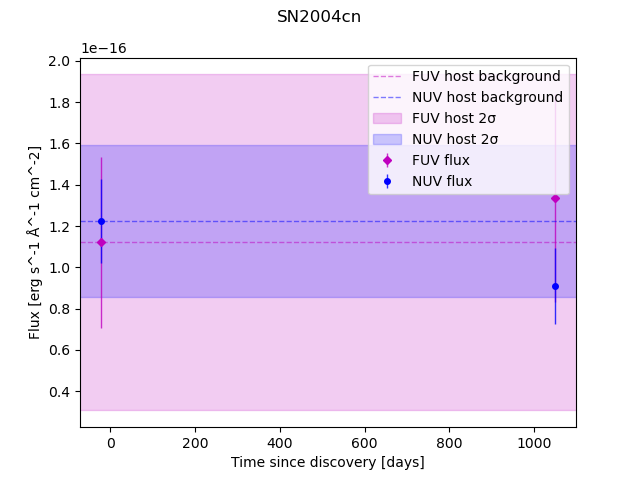 SN2004cn
1e−16
2.0
1.8
1.6
1.4
1.2
1.0
0.8
0.6
0.4
Flux [erg s^-1 Å^-1 cm^-2]
FUV host background
NUV host background
FUV host 2σ
NUV host 2σ
FUV flux
NUV flux
0 200 400 600 800 1000
Time since discovery [days]